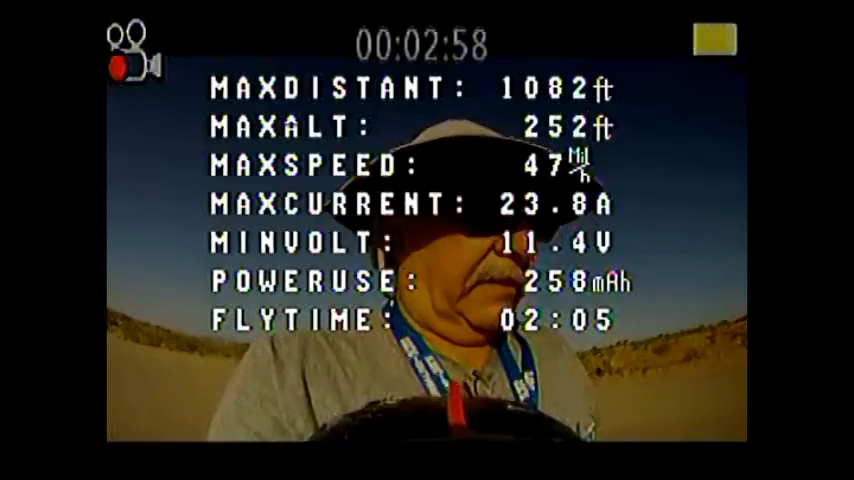 00:02:58
MAXDISTANT: 1082ft
MAXALT: 252ft
MAXSPEED: 47Mil/h
MAXCURRENT: 23.8A
MINVOLT: 11.4V
POWERUSE: 258mAh
FLYTIME: 02:05